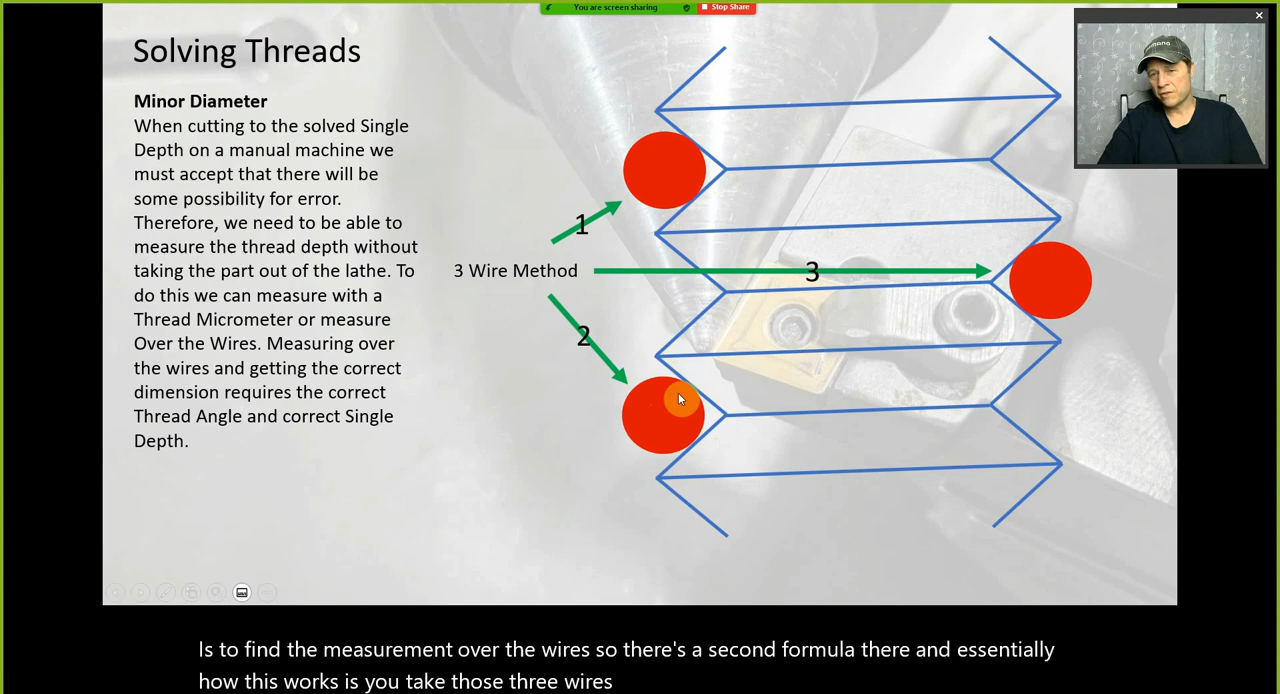 You are screen sharing
Stop Share
Solving Threads
Minor Diameter
When cutting to the solved Single
Depth on a manual machine we
must accept that there will be
some possibility for error.
Therefore, we need to be able to
measure the thread depth without
taking the part out of the lathe. To
do this we can measure with a
Thread Micrometer or measure
Over the Wires. Measuring over
the wires and getting the correct
dimension requires the correct
Thread Angle and correct Single
Depth.
1
3 Wire Method
3
2
Is to find the measurement over the wires so there's a second formula there and essentially
how this works is you take those three wires